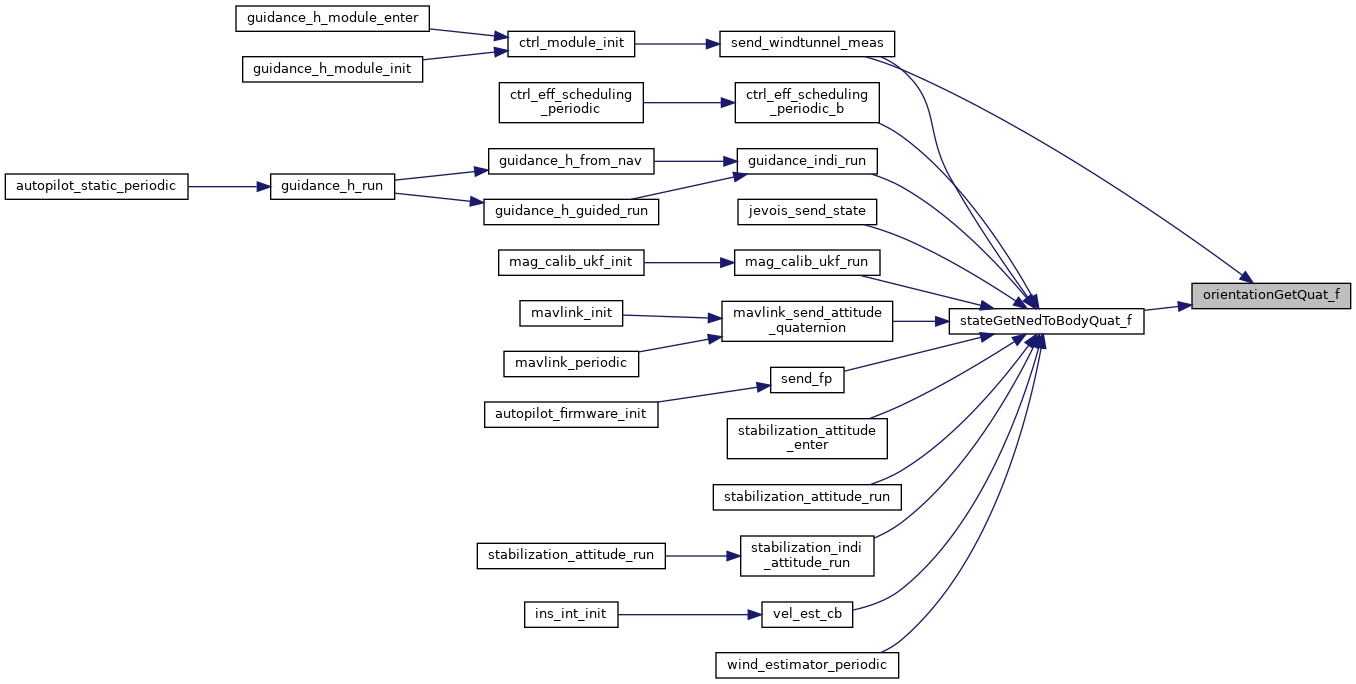 guidance_h_module_enter
guidance_h_module_init
ctrl_module_init
send_windtunnel_meas
ctrl_eff_scheduling
_periodic
ctrl_eff_scheduling
_periodic_b
autopilot_static_periodic
guidance_h_run
guidance_h_from_nav
guidance_h_guided_run
guidance_indi_run
jevois_send_state
mag_calib_ukf_init
mag_calib_ukf_run
mavlink_init
mavlink_periodic
mavlink_send_attitude
_quaternion
stateGetNedToBodyQuat_f
orientationGetQuat_f
send_fp
autopilot_firmware_init
stabilization_attitude
_enter
stabilization_attitude_run
stabilization_attitude_run
stabilization_indi
_attitude_run
ins_int_init
vel_est_cb
wind_estimator_periodic